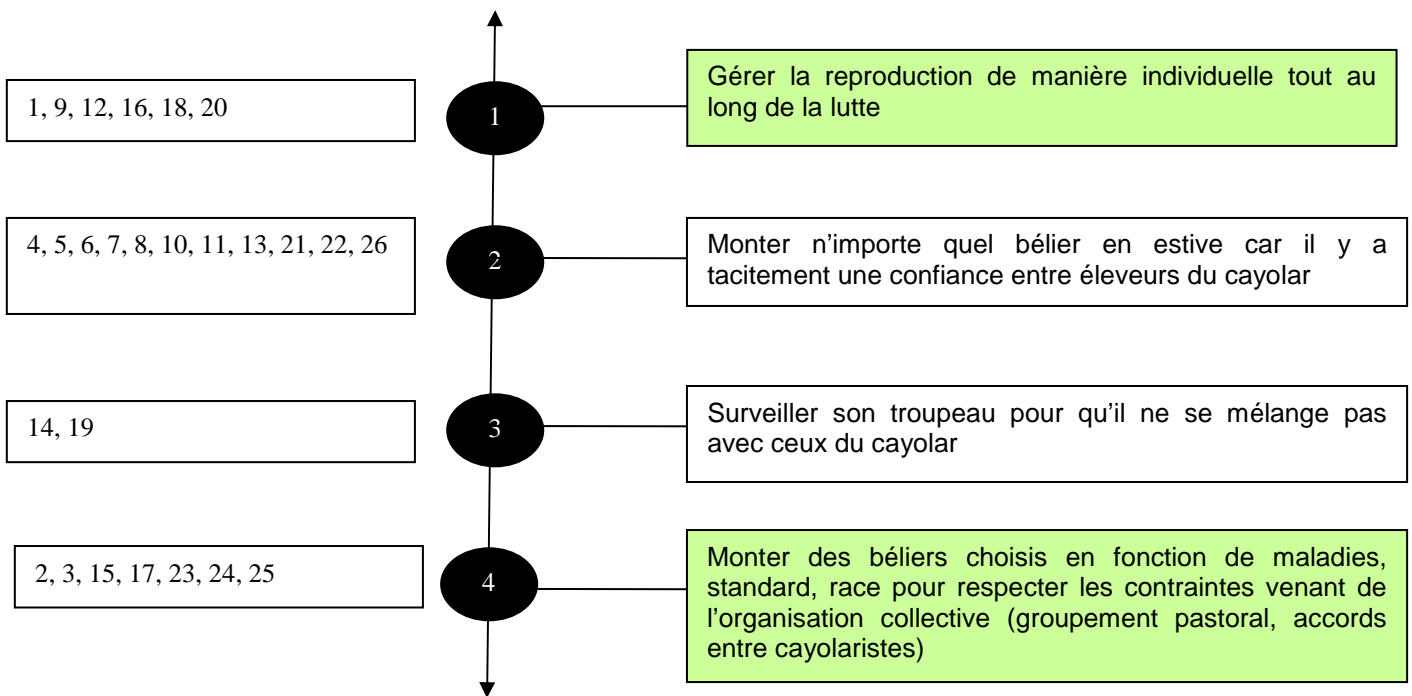 1, 9, 12, 16, 18, 20
1
Gérer la reproduction de manière individuelle tout au
long de la lutte
4, 5, 6, 7, 8, 10, 11, 13, 21, 22, 26
2
Monter n’importe quel bélier en estive car il y a
tacitement une confiance entre éleveurs du cayolar
14, 19
3
Surveiller son troupeau pour qu’il ne se mélange pas
avec ceux du cayolar
2, 3, 15, 17, 23, 24, 25
4
Monter des béliers choisis en fonction de maladies,
standard, race pour respecter les contraintes venant de
l’organisation collective (groupement pastoral, accords
entre cayolaristes)